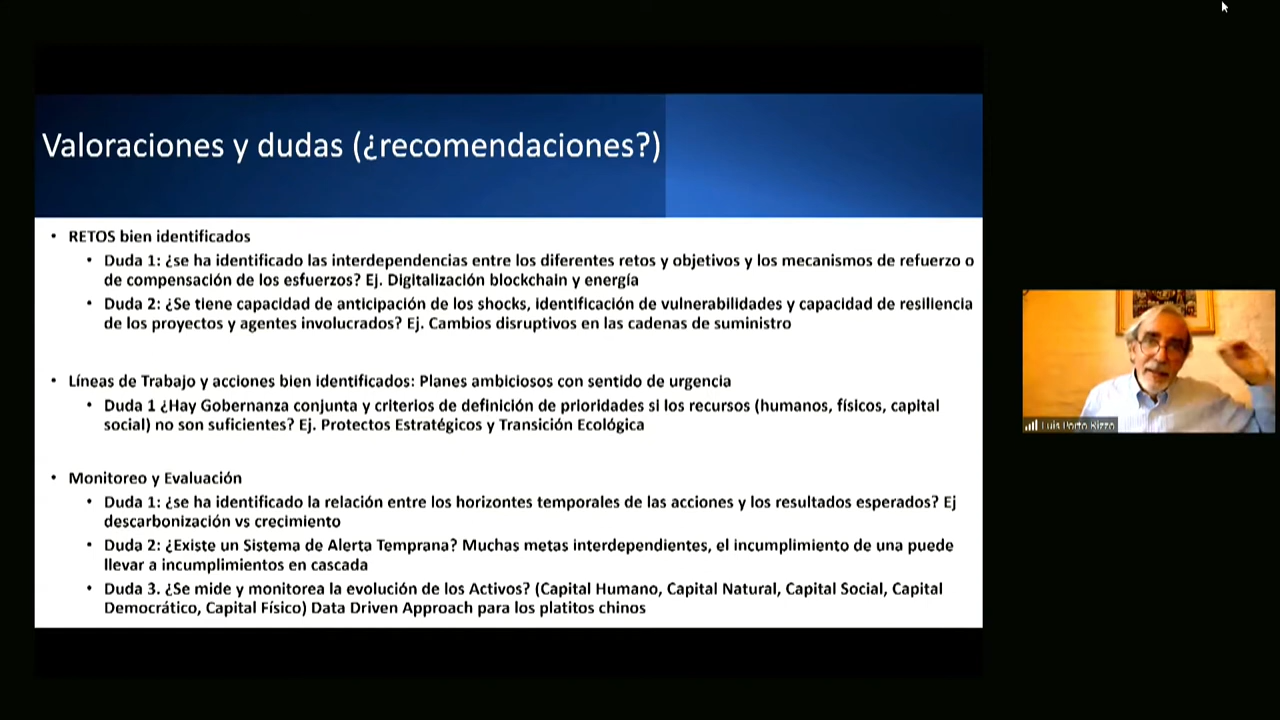 Valoraciones y dudas (¿recomendaciones?)
• RETOS bien identificados
• Duda 1: ¿se ha identificado las interdependencias entre los diferentes retos y objetivos y los mecanismos de refuerzo o
de compensación de los esfuerzos? Ej. Digitalización blockchain y energía
• Duda 2: ¿Se tiene capacidad de anticipación de los shocks, identificación de vulnerabilidades y capacidad de resiliencia
de los proyectos y agentes involucrados? Ej. Cambios disruptivos en las cadenas de suministro
• Líneas de Trabajo y acciones bien identificados: Planes ambiciosos con sentido de urgencia
• Duda 1 ¿Hay Gobernanza conjunta y criterios de definición de prioridades si los recursos (humanos, físicos, capital
social) no son suficientes? Ej. Protectos Estratégicos y Transición Ecológica
• Monitoreo y Evaluación
• Duda 1: ¿se ha identificado la relación entre los horizontes temporales de las acciones y los resultados esperados? Ej
descarbonización vs crecimiento
• Duda 2: ¿Existe un Sistema de Alerta Temprana? Muchas metas interdependientes, el incumplimiento de una puede
llevar a incumplimientos en cascada
• Duda 3. ¿Se mide y monitorea la evolución de los Activos? (Capital Humano, Capital Natural, Capital Social, Capital
Democrático, Capital Físico) Data Driven Approach para los platitos chinos
Luis Porto Rizzo